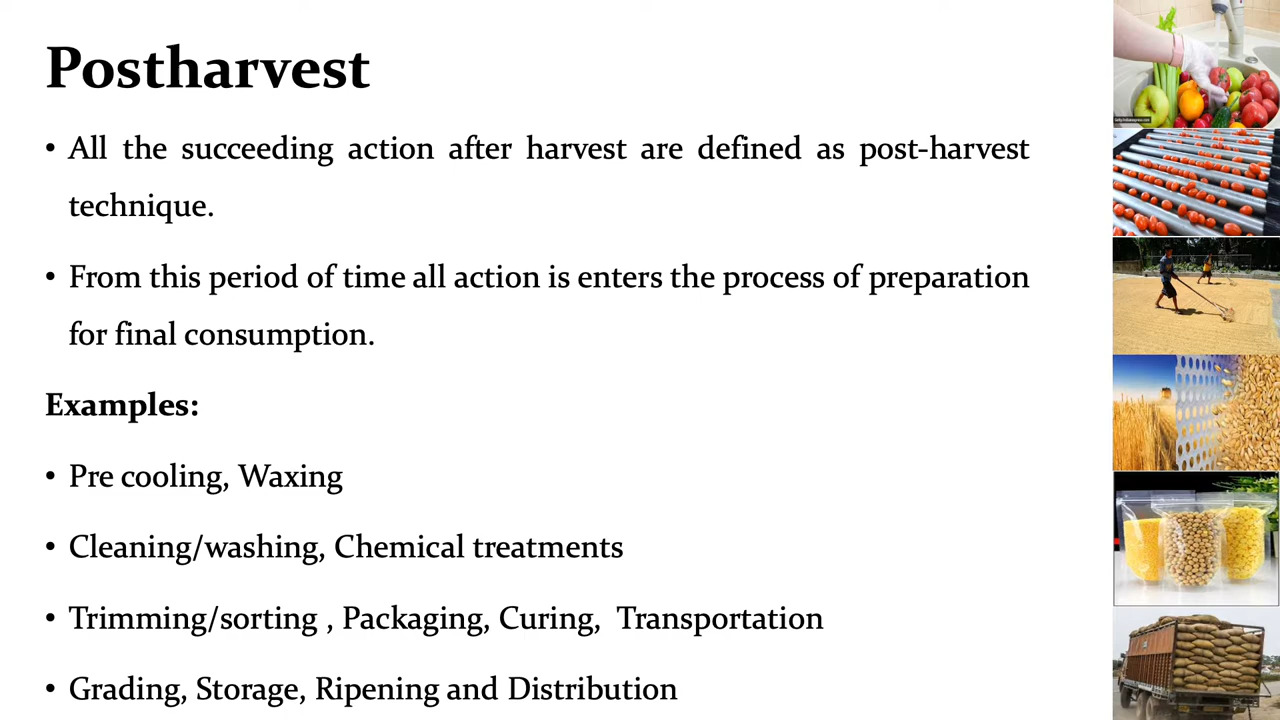 Postharvest
• All the succeeding action after harvest are defined as post-harvest
technique.
• From this period of time all action is enters the process of preparation
for final consumption.
Examples:
• Pre cooling, Waxing
• Cleaning/washing, Chemical treatments
• Trimming/sorting , Packaging, Curing,  Transportation
• Grading, Storage, Ripening and Distribution